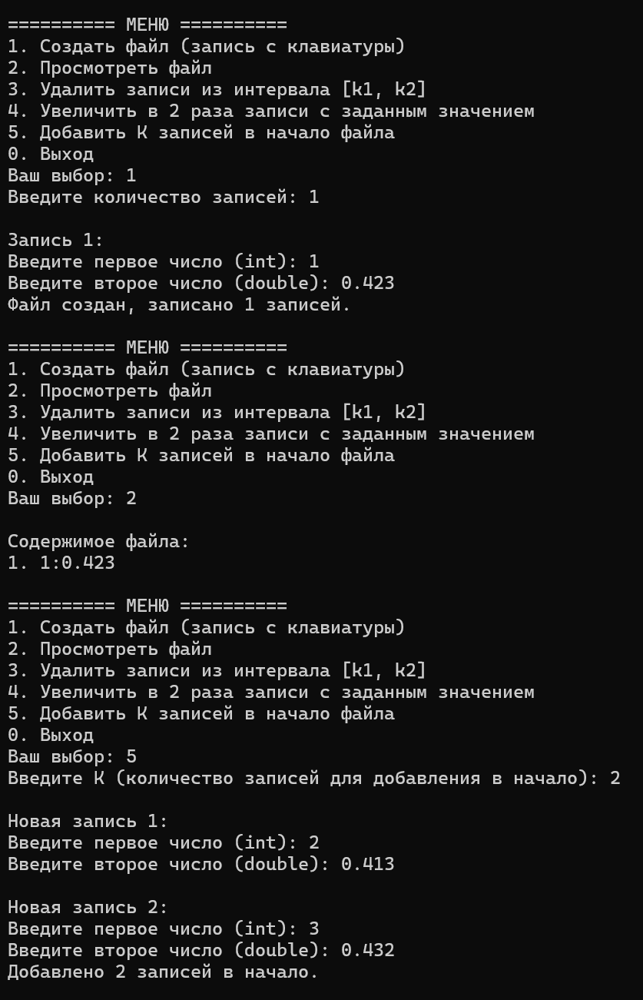 ========== МЕНЮ ==========
1. Создать файл (запись с клавиатуры)
2. Просмотреть файл
3. Удалить записи из интервала [k1, k2]
4. Увеличить в 2 раза записи с заданным значением
5. Добавить К записей в начало файла
0. Выход
Ваш выбор: 1
Введите количество записей: 1

Запись 1:
Введите первое число (int): 1
Введите второе число (double): 0.423
Файл создан, записано 1 записей.

========== МЕНЮ ==========
1. Создать файл (запись с клавиатуры)
2. Просмотреть файл
3. Удалить записи из интервала [k1, k2]
4. Увеличить в 2 раза записи с заданным значением
5. Добавить К записей в начало файла
0. Выход
Ваш выбор: 2

Содержимое файла:
1. 1:0.423

========== МЕНЮ ==========
1. Создать файл (запись с клавиатуры)
2. Просмотреть файл
3. Удалить записи из интервала [k1, k2]
4. Увеличить в 2 раза записи с заданным значением
5. Добавить К записей в начало файла
0. Выход
Ваш выбор: 5
Введите К (количество записей для добавления в начало): 2

Новая запись 1:
Введите первое число (int): 2
Введите второе число (double): 0.413

Новая запись 2:
Введите первое число (int): 3
Введите второе число (double): 0.432
Добавлено 2 записей в начало.